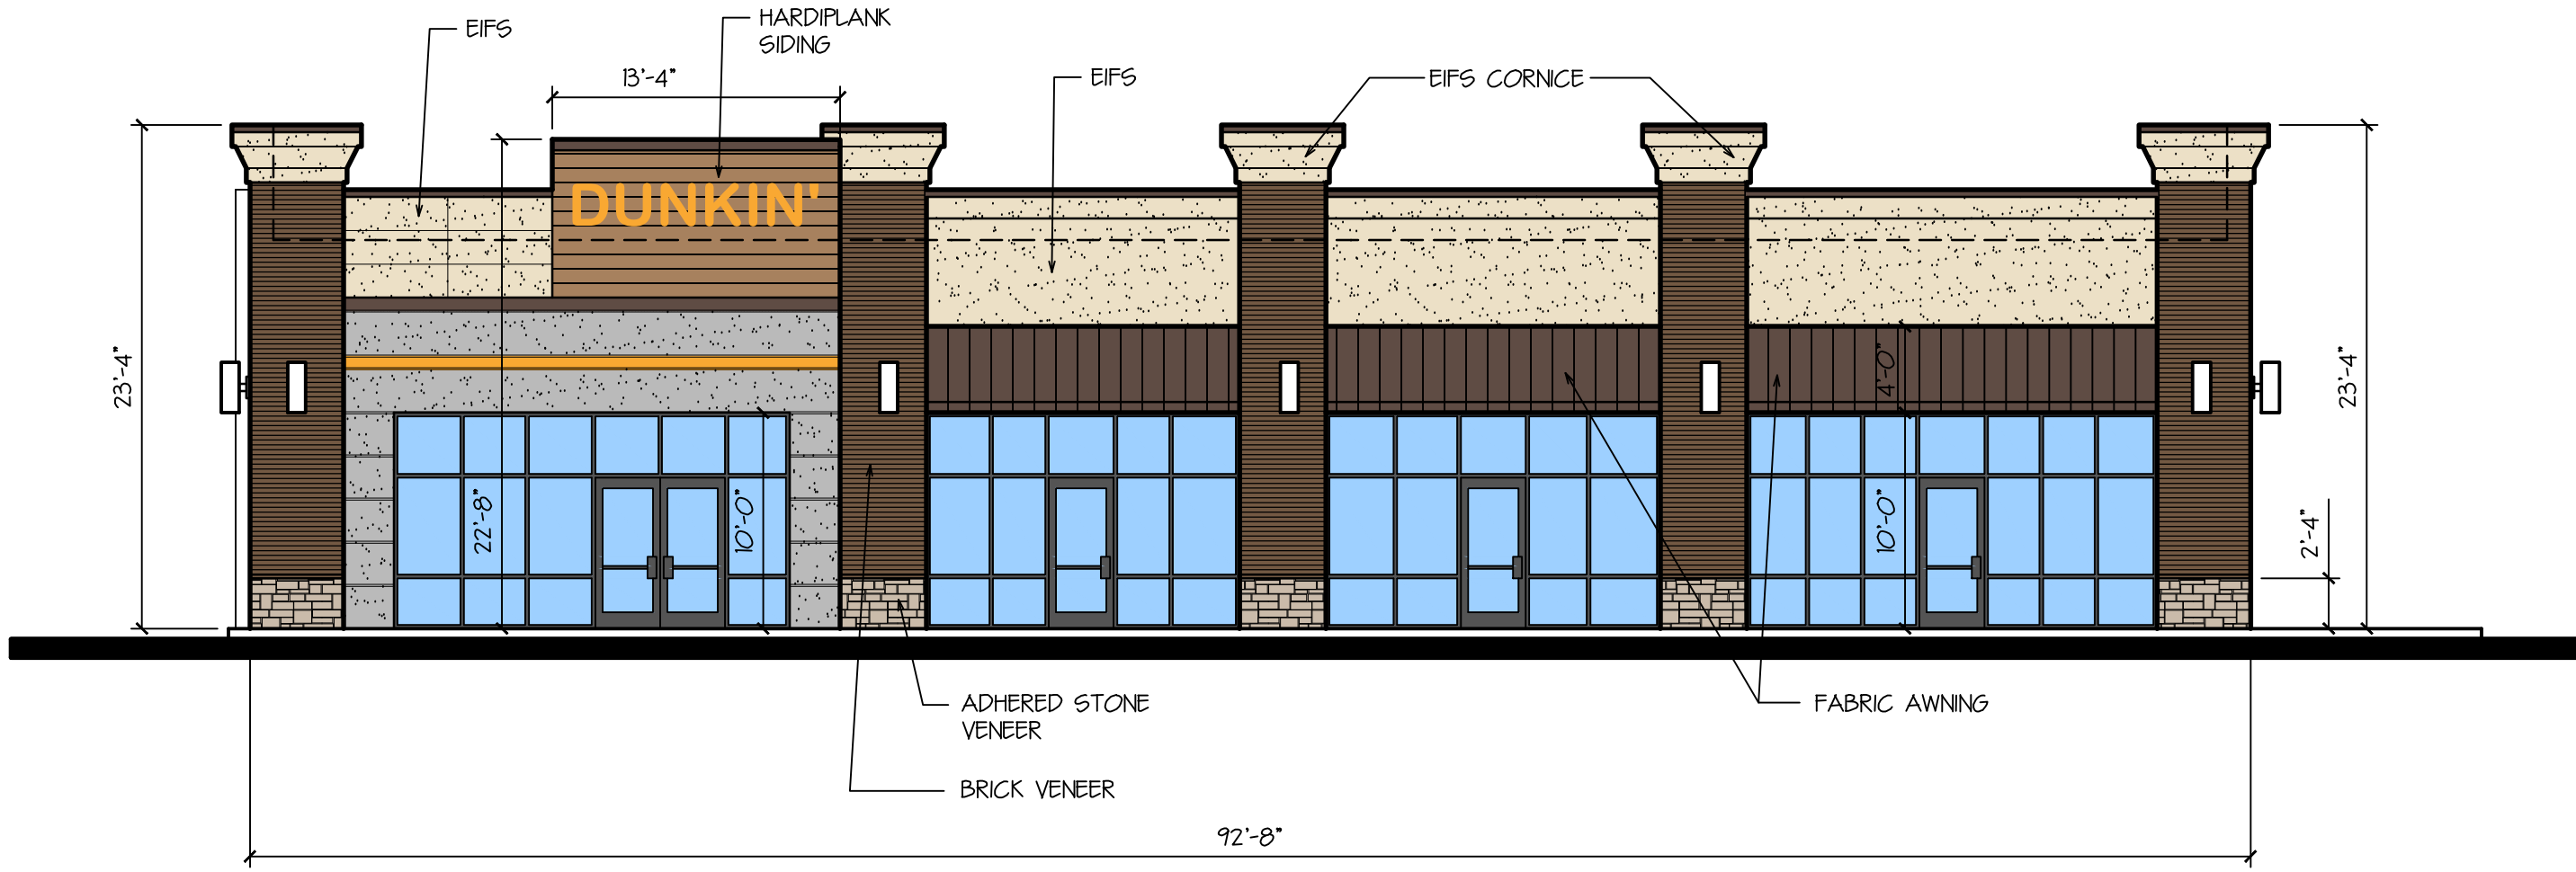 EIFS
HARDIPLANK
SIDING
13'-4"
EIFS
EIFS CORNICE
DUNKIN'
23'-4"
22'-8"
10'-0"
4'-0"
10'-0"
23'-4"
2'-4"
ADHERED STONE
VENEER
FABRIC AWNING
BRICK VENEER
92'-8"